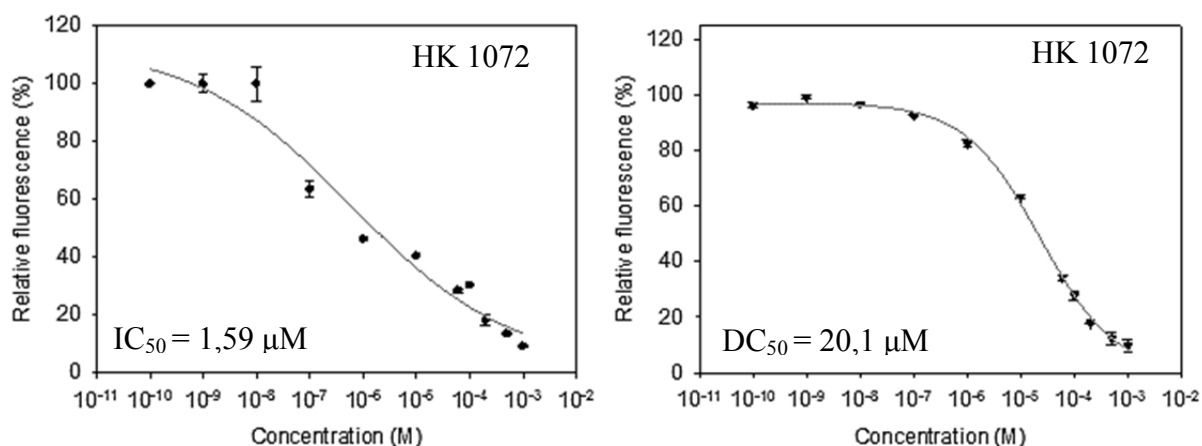 120
100
80
60
40
20
0
Relative fluorescence (%)
HK 1072
IC₅₀ = 1,59 μM
10⁻¹¹ 10⁻¹⁰ 10⁻⁹ 10⁻⁸ 10⁻⁷ 10⁻⁶ 10⁻⁵ 10⁻⁴ 10⁻³ 10⁻²
Concentration (M)
120
100
80
60
40
20
0
Relative fluorescence (%)
HK 1072
DC₅₀ = 20,1 μM
10⁻¹¹ 10⁻¹⁰ 10⁻⁹ 10⁻⁸ 10⁻⁷ 10⁻⁶ 10⁻⁵ 10⁻⁴ 10⁻³ 10⁻²
Concentration (M)